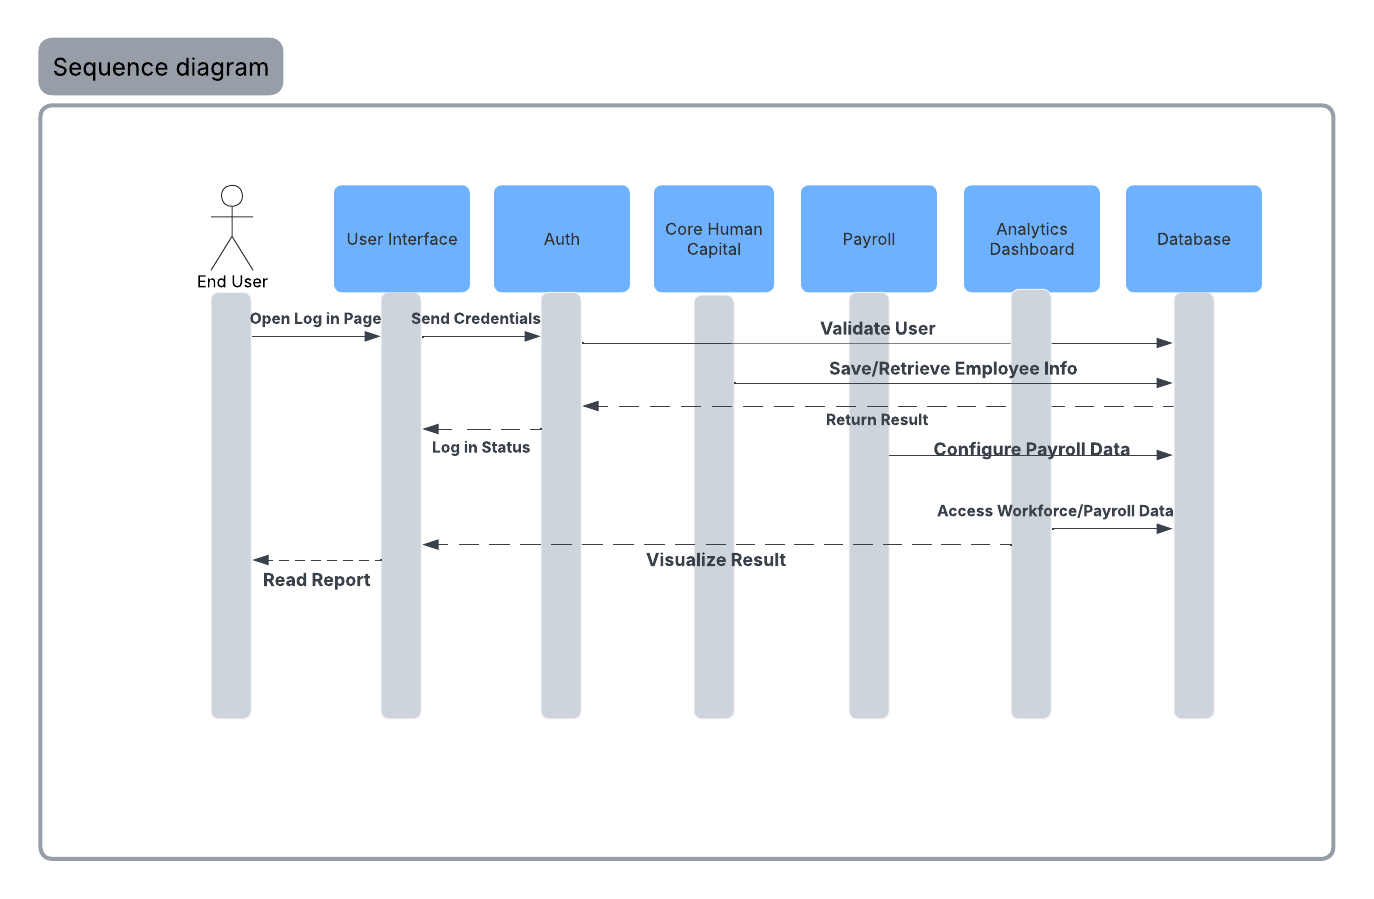 Sequence diagram
End User
User Interface
Auth
Core Human
Capital
Payroll
Analytics
Dashboard
Database
Open Log in Page
Send Credentials
Validate User
Save/Retrieve Employee Info
Return Result
Log in Status
Configure Payroll Data
Access Workforce/Payroll Data
Visualize Result
Read Report